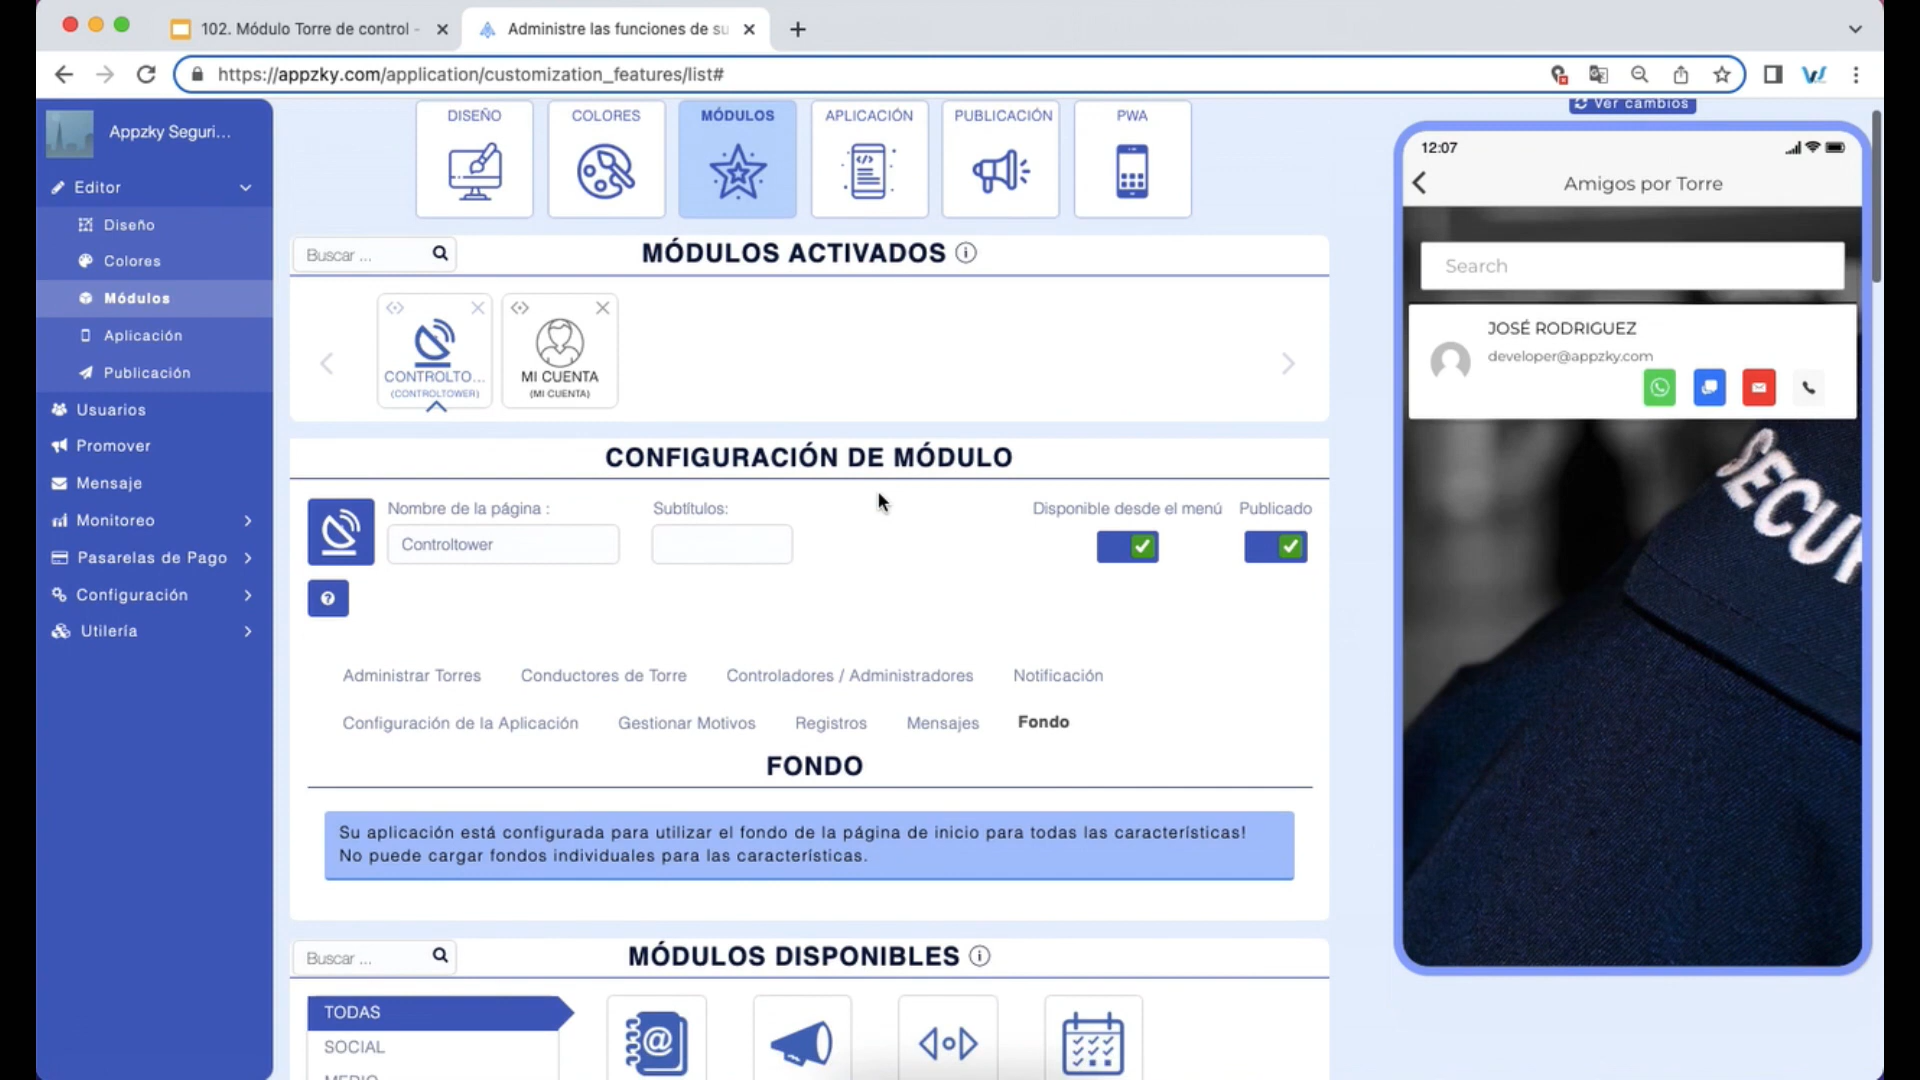 102. Módulo Torre de control -
Administre las funciones de su
https://appzky.com/application/customization_features/list#
Appzky Seguri...
Editor
Diseño
Colores
Módulos
Aplicación
Publicación
Usuarios
Promover
Mensaje
Monitoreo
Pasarelas de Pago
Configuración
Utilería
DISEÑO
COLORES
MÓDULOS
APLICACIÓN
PUBLICACIÓN
PWA
Buscar ...
MÓDULOS ACTIVADOS
CONTROLTO...
(CONTROLTOWER)
MI CUENTA
(MI CUENTA)
CONFIGURACIÓN DE MÓDULO
Nombre de la página :
Subtítulos:
Disponible desde el menú
Publicado
Controltower
Administrar Torres
Conductores de Torre
Controladores / Administradores
Notificación
Configuración de la Aplicación
Gestionar Motivos
Registros
Mensajes
Fondo
FONDO
Su aplicación está configurada para utilizar el fondo de la página de inicio para todas las características!
No puede cargar fondos individuales para las características.
Buscar ...
MÓDULOS DISPONIBLES
TODAS
SOCIAL
MEDIO
Ver cambios
12:07
Amigos por Torre
Search
JOSÉ RODRIGUEZ
developer@appzky.com